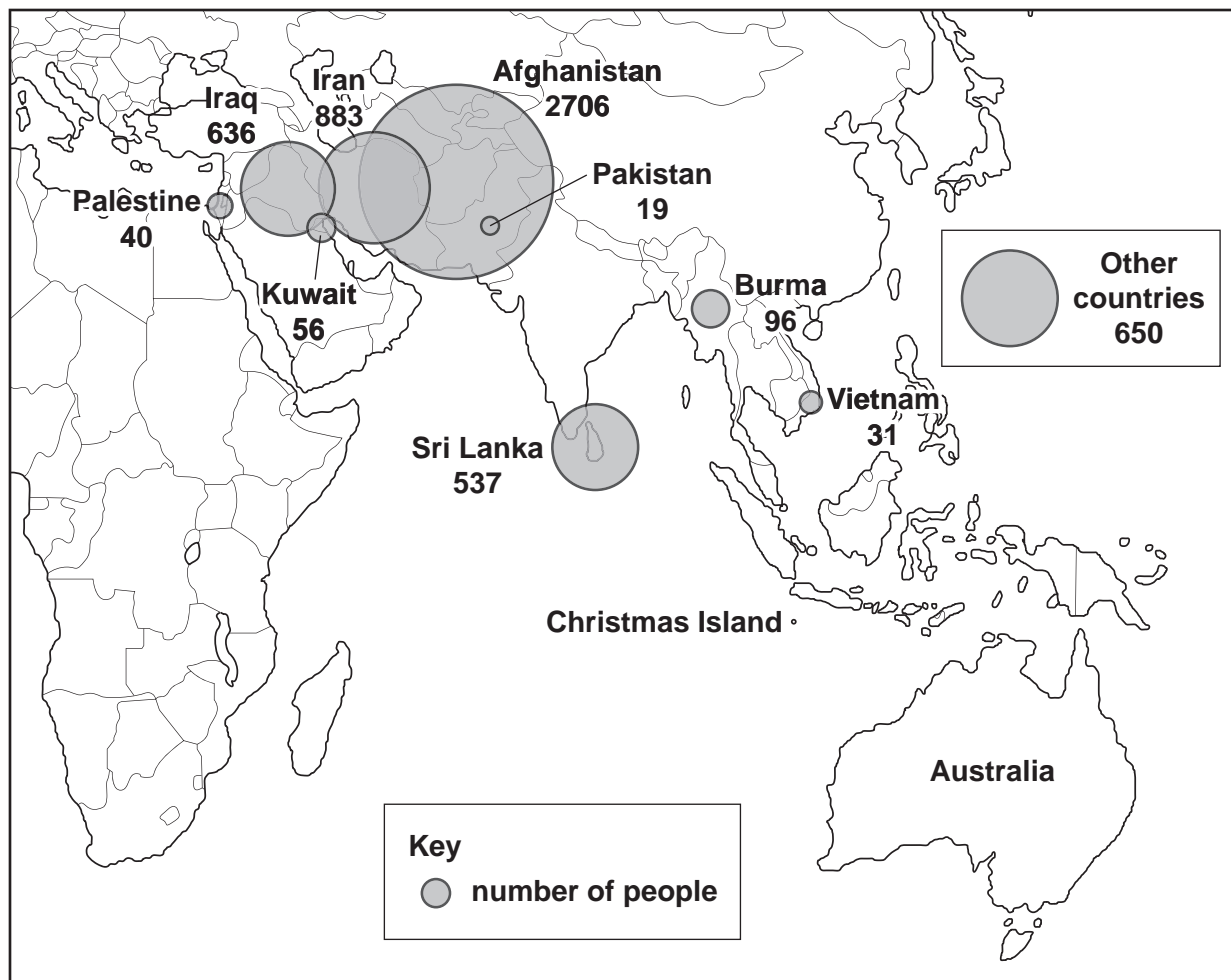 Afghanistan
2706
Iran
883
Iraq
636
Pakistan
19
Palestine
40
Other
countries
650
Burma
96
Kuwait
56
Vietnam
31
Sri Lanka
537
Christmas Island
Australia
Key
number of people